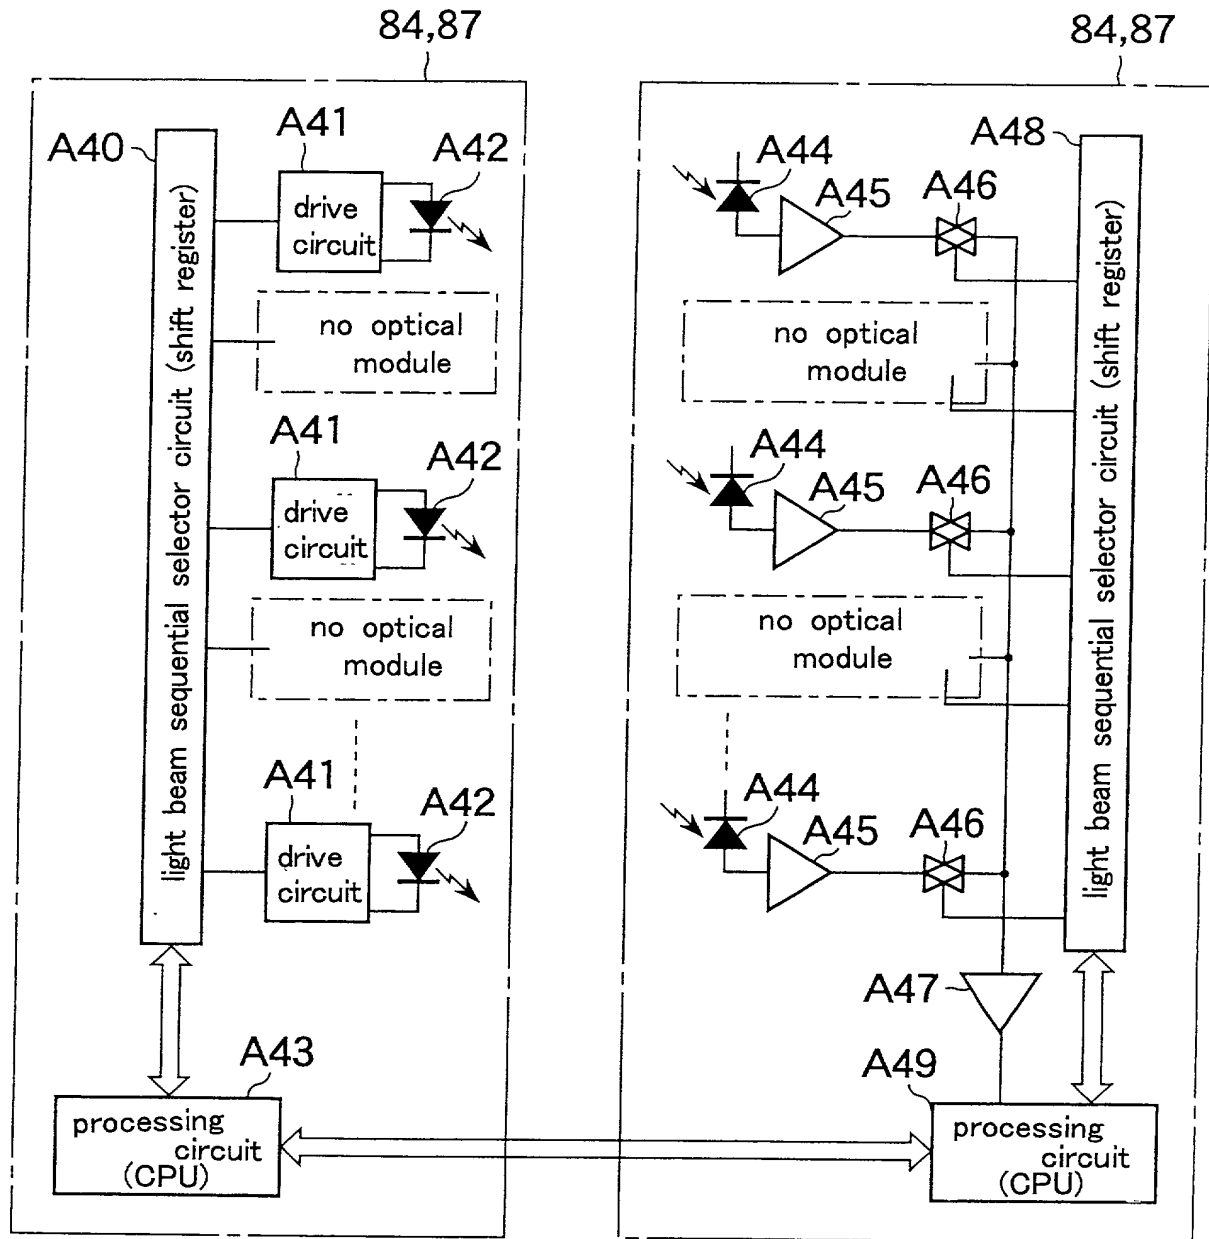 84,87
A40
light beam sequential selector circuit (shift register)
A41
A42
drive
circuit
no optical
module
A41
A42
drive
circuit
no optical
module
A41
A42
drive
circuit
A43
processing
circuit
(CPU)
84,87
A44
A45
A46
A48
light beam sequential selector circuit (shift register)
no optical
module
A44
A45
A46
no optical
module
A44
A45
A46
A47
A49
processing
circuit
(CPU)